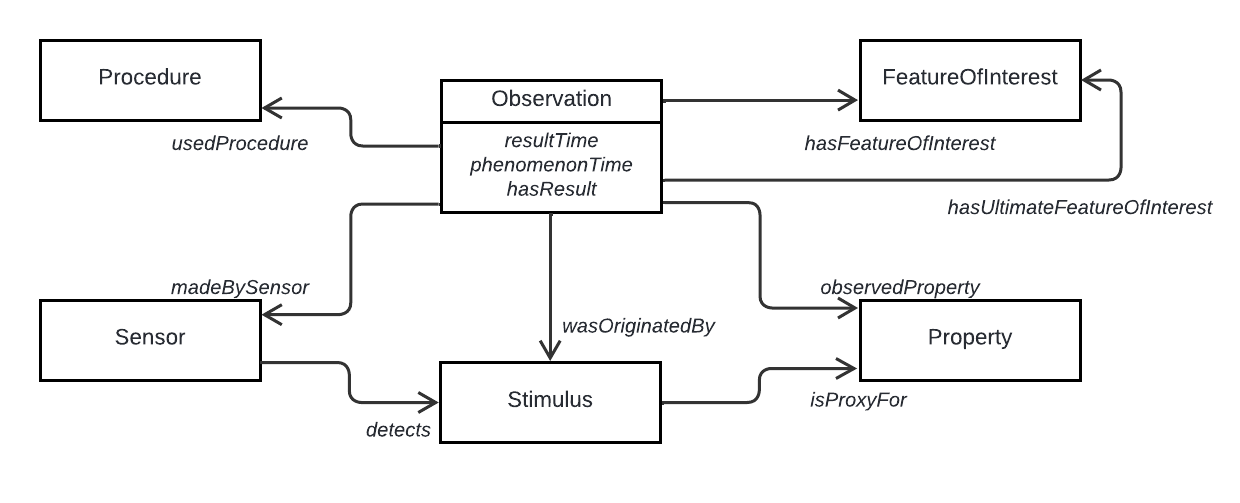 Procedure
Observation
FeatureOfInterest
resultTime
phenomenonTime
hasResult
usedProcedure
hasFeatureOfInterest
hasUltimateFeatureOfInterest
madeBySensor
observedProperty
Sensor
wasOriginatedBy
Property
Stimulus
isProxyFor
detects